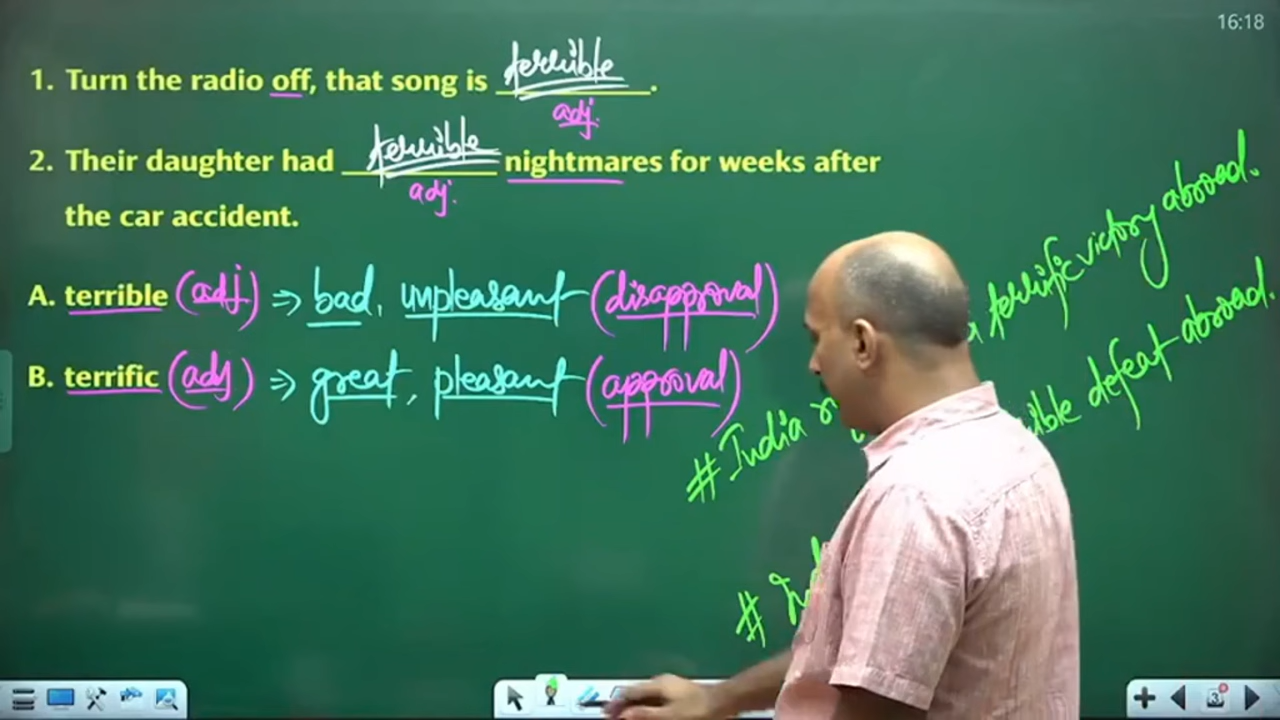 16:18
1. Turn the radio off, that song is terrible.
adj.
2. Their daughter had terrible nightmares for weeks after
adj.
the car accident.
A. terrible (adj) ⇒ bad, unpleasant (disapproval)
B. terrific (adj) ⇒ great, pleasant (approval)
# India terrific victory abroad.
# defeat abroad.
3